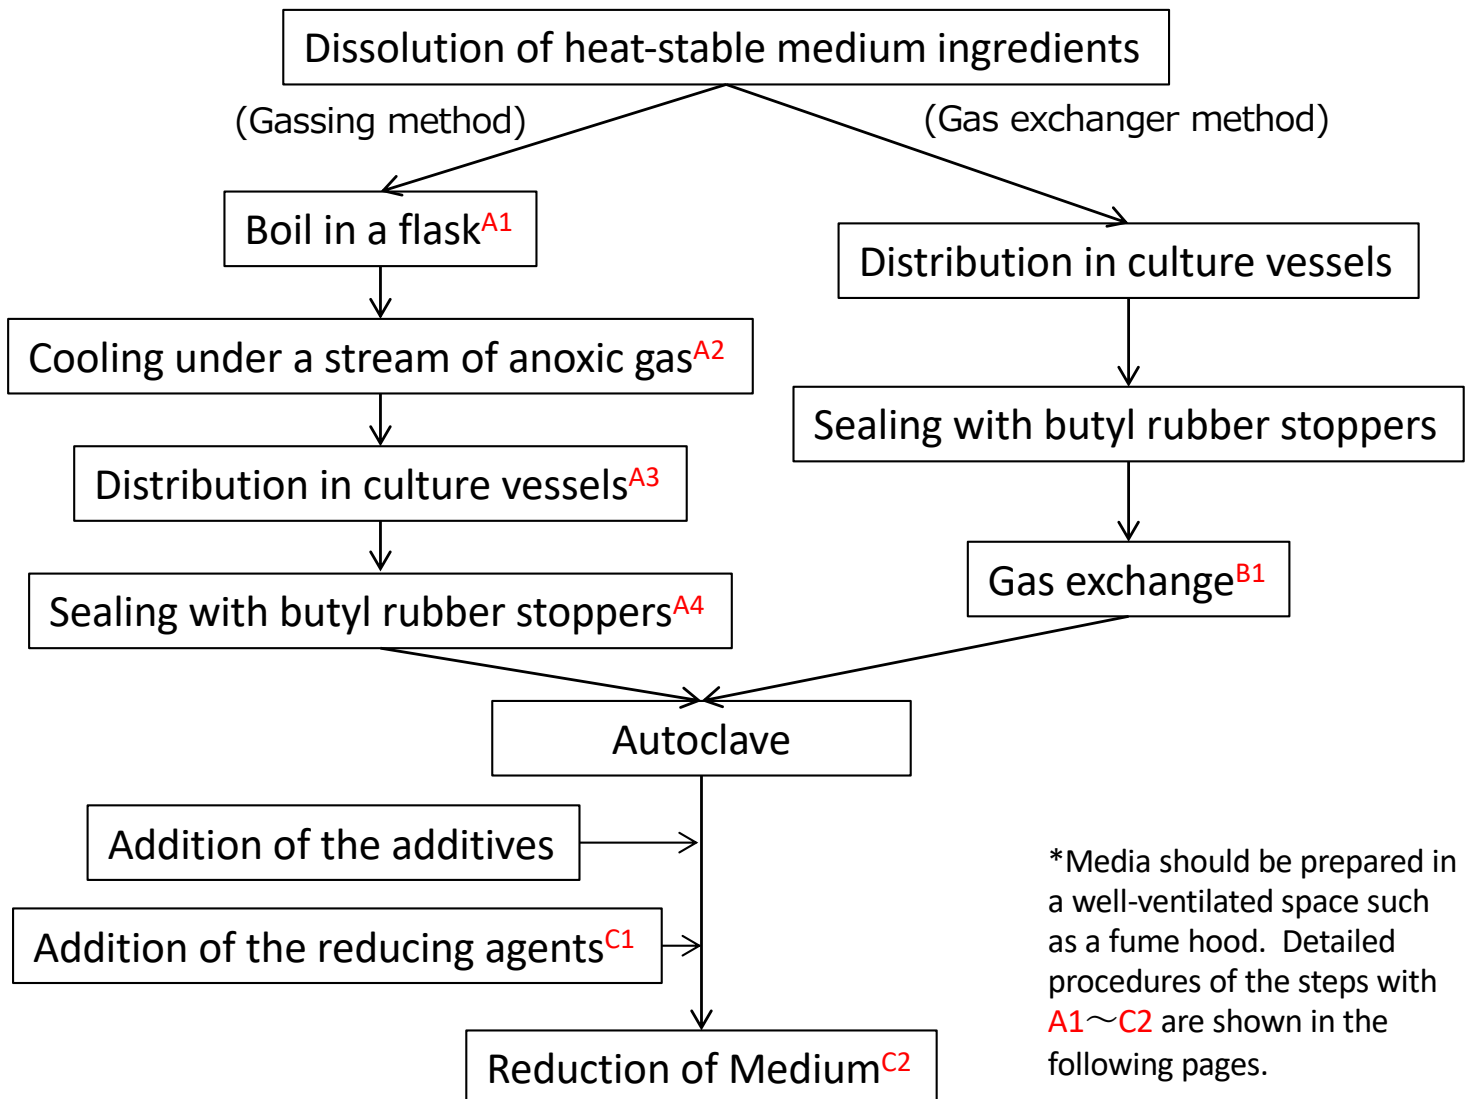 Dissolution of heat-stable medium ingredients
(Gassing method)
(Gas exchanger method)
Boil in a flaskA1
Cooling under a stream of anoxic gasA2
Distribution in culture vesselsA3
Sealing with butyl rubber stoppersA4
Distribution in culture vessels
Sealing with butyl rubber stoppers
Gas exchangeB1
Autoclave
Addition of the additives
Addition of the reducing agentsC1
Reduction of MediumC2
*Media should be prepared in
a well-ventilated space such
as a fume hood.  Detailed
procedures of the steps with
A1～C2 are shown in the
following pages.